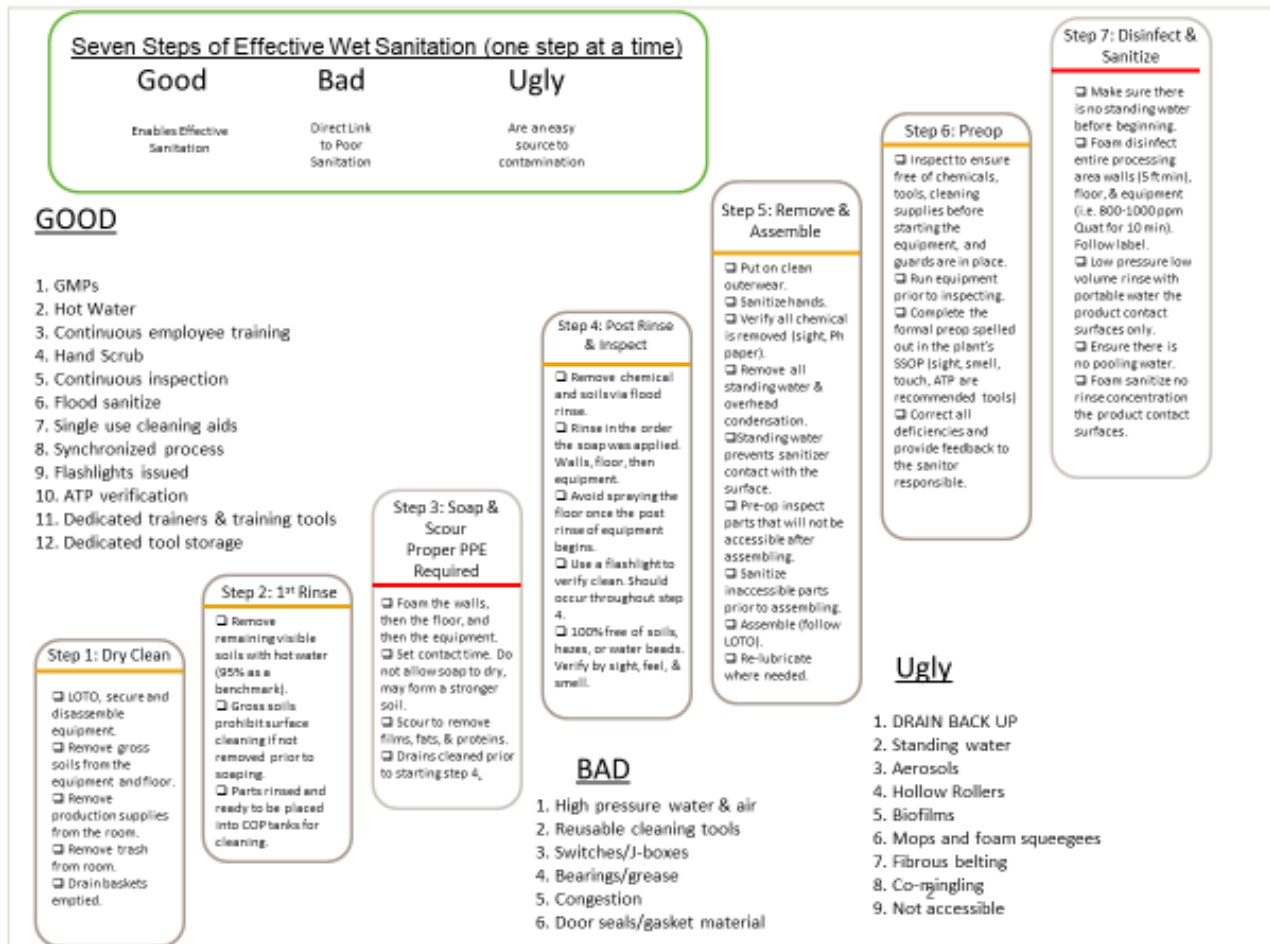 Seven Steps of Effective Wet Sanitation (one step at a time)
Good
Bad
Ugly
Enables Effective
Sanitation
Direct Link
to Poor
Sanitation
Are an easy
source to
contamination
GOOD
1. GMPs
2. Hot Water
3. Continuous employee training
4. Hand Scrub
5. Continuous inspection
6. Flood sanitize
7. Single use cleaning aids
8. Synchronized process
9. Flashlights issued
10. ATP verification
11. Dedicated trainers & training tools
12. Dedicated tool storage
Step 1: Dry Clean
❑ LOTO, secure and
disassemble
equipment.
❑ Remove gross
soils from the
equipment and floor.
❑ Remove
production supplies
from the room.
❑ Remove trash
from room.
❑ Drain baskets
emptied.
Step 2: 1st Rinse
❑ Remove
remaining visible
soils with hot water
(95% as a
benchmark).
❑ Gross soils
prohibit surface
cleaning if not
removed prior to
soaping.
❑ Parts rinsed and
ready to be placed
into COP tanks for
cleaning.
Step 3: Soap &
Scour
Proper PPE
Required
❑ Foam the walls,
then the floor, and
then the equipment.
❑ Set contact time. Do
not allow soap to dry,
may form a stronger
soil.
❑ Scour to remove
films, fats, & proteins.
❑ Drains cleaned prior
to starting step 4.
Step 4: Post Rinse
& Inspect
❑ Remove chemical
and soils via flood
rinse.
❑ Rinse in the order
the soap was applied.
Walls, floor, then
equipment.
❑ Avoid spraying the
floor once the post
rinse of equipment
begins.
❑ Use a flashlight to
verify clean. Should
occur throughout step
4.
❑ 100% free of soils,
hazes, or water beads.
Verify by sight, feel, &
smell.
Step 5: Remove &
Assemble
❑ Put on clean
outerwear.
❑ Sanitize hands.
❑ Verify all chemical
is removed (sight, Ph
paper).
❑ Remove all
standing water &
overhead
condensation.
❑Standing water
prevents sanitizer
contact with the
surface.
❑ Pre-op inspect
parts that will not be
accessible after
assembling.
❑ Sanitize
inaccessible parts
prior to assembling.
❑ Assemble (follow
LOTO).
❑ Re-lubricate
where needed.
Step 6: Preop
❑ Inspect to ensure
free of chemicals,
tools, cleaning
supplies before
starting the
equipment, and
guards are in place.
❑ Run equipment
prior to inspecting.
❑ Complete the
formal preop spelled
out in the plant's
SSOP (sight, smell,
touch, ATP are
recommended tools)
❑ Correct all
deficiencies and
provide feedback to
the sanitor
responsible.
Step 7: Disinfect &
Sanitize
❑ Make sure there
is no standing water
before beginning.
❑ Foam disinfect
entire processing
area walls (5 ft min),
floor, & equipment
(i.e. 800-1000 ppm
Quat for 10 min).
Follow label.
❑ Low pressure low
volume rinse with
portable water the
product contact
surfaces only.
❑ Ensure there is
no pooling water.
❑ Foam sanitize no
rinse concentration
the product contact
surfaces.
BAD
1. High pressure water & air
2. Reusable cleaning tools
3. Switches/J-boxes
4. Bearings/grease
5. Congestion
6. Door seals/gasket material
Ugly
1. DRAIN BACK UP
2. Standing water
3. Aerosols
4. Hollow Rollers
5. Biofilms
6. Mops and foam squeegees
7. Fibrous belting
8. Co-mingling
9. Not accessible
2